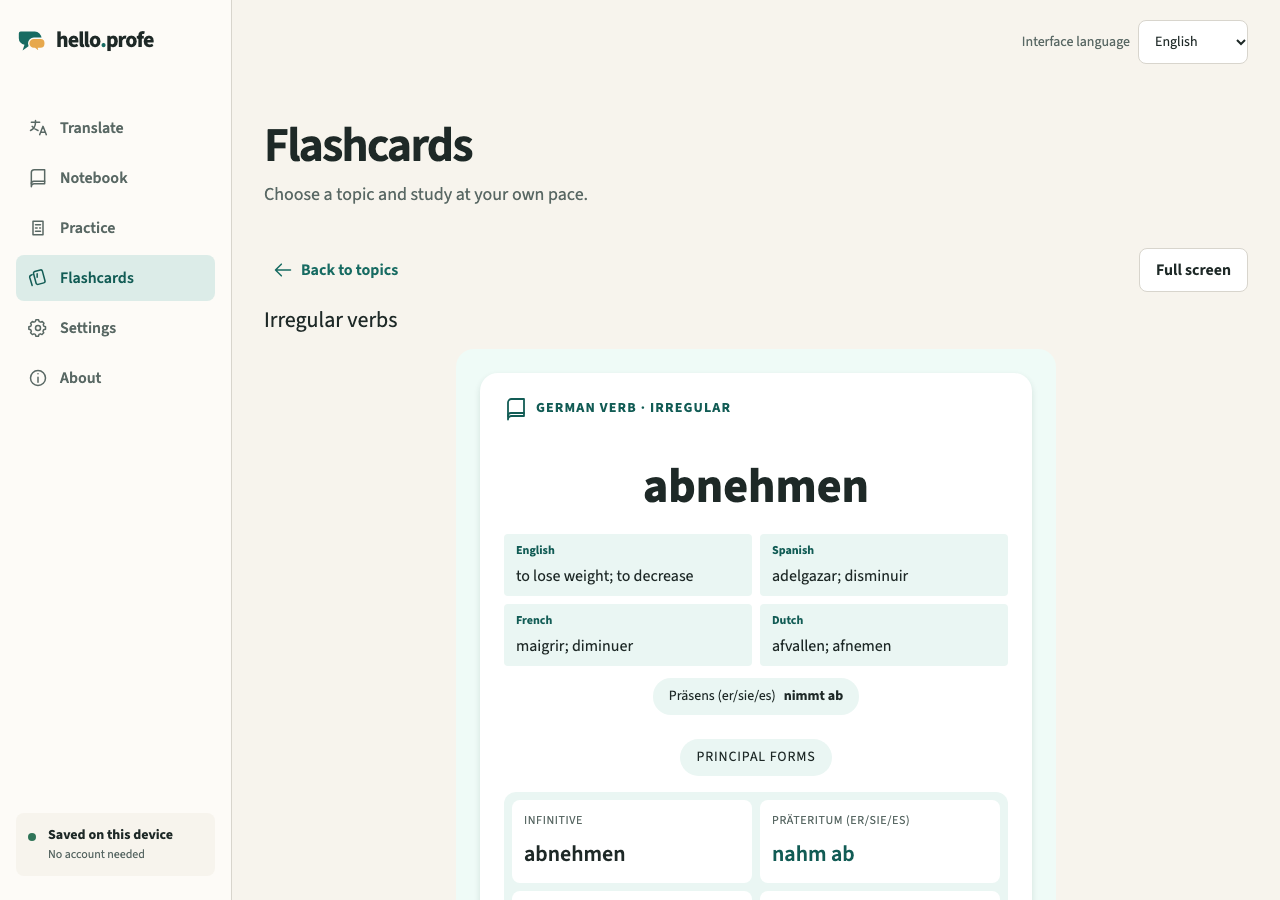 hello.profe
Interface language
English
Translate
Notebook
Practice
Flashcards
Settings
About
Saved on this device
No account needed
Flashcards
Choose a topic and study at your own pace.
Back to topics
Full screen
Irregular verbs
GERMAN VERB · IRREGULAR
abnehmen
English
to lose weight; to decrease
Spanish
adelgazar; disminuir
French
maigrir; diminuer
Dutch
afvallen; afnemen
Präsens (er/sie/es) nimmt ab
PRINCIPAL FORMS
INFINITIVE
abnehmen
PRÄTERITUM (ER/SIE/ES)
nahm ab